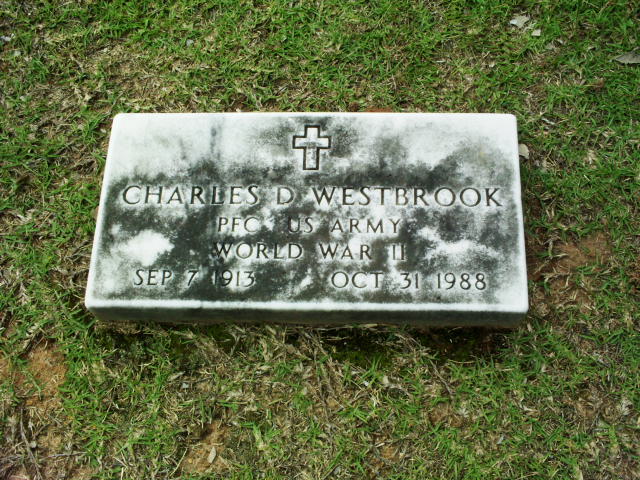 CHARLES D WESTBROOK
PFC US ARMY
WORLD WAR II
SEP 7 1913 OCT 31 1988